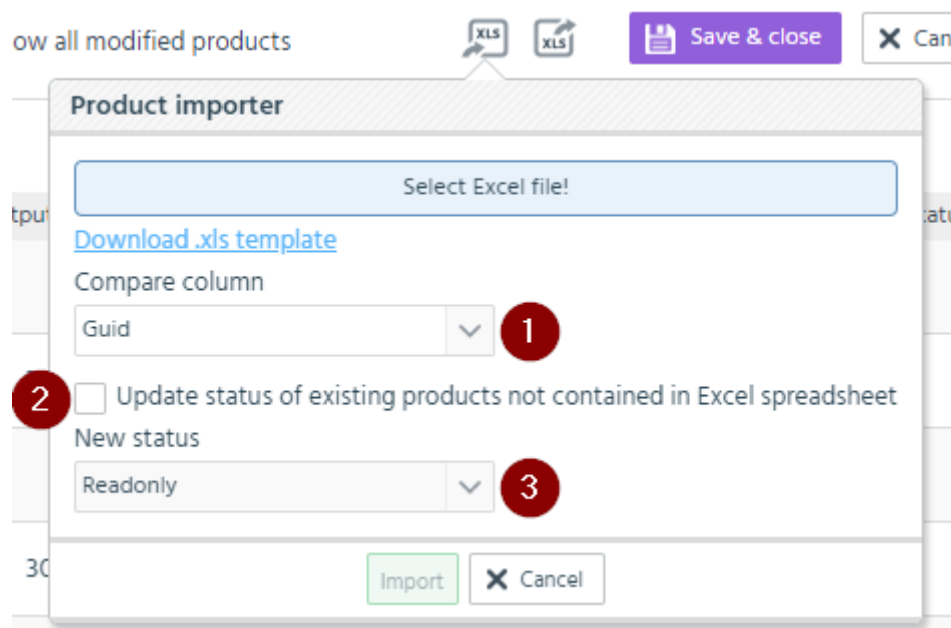 ow all modified products
XLS
XLS
Save & close
Can
Product importer
Select Excel file!
tput
atu
Download .xls template
Compare column
Guid
1
2
Update status of existing products not contained in Excel spreadsheet
New status
Readonly
3
30
Import
Cancel